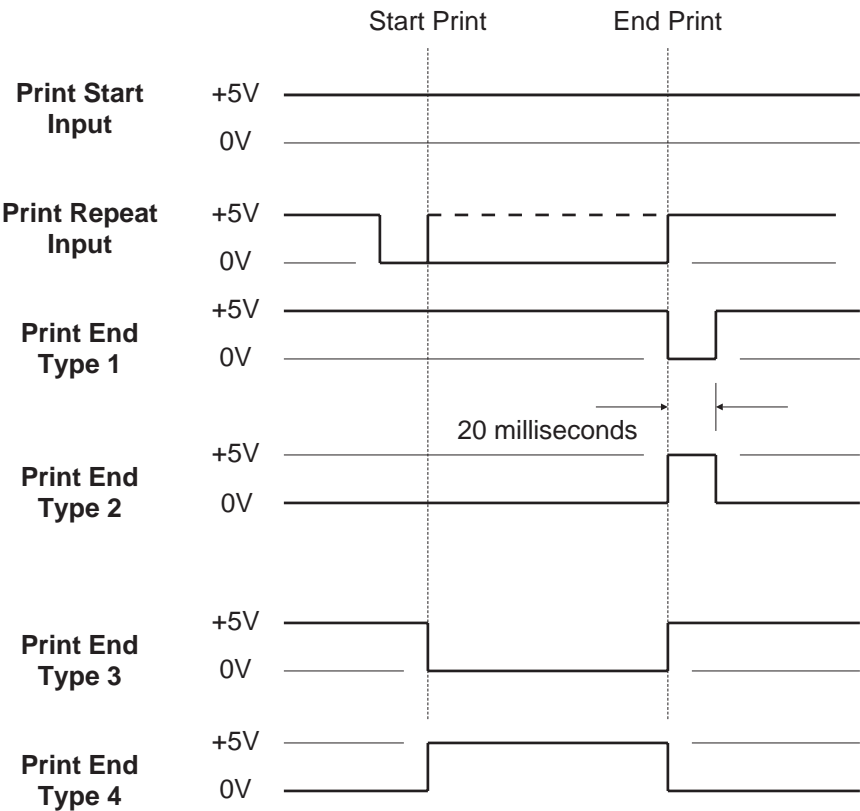 Start Print End Print
Print Start
Input
+5V
0V
Print Repeat
Input
+5V
0V
Print End
Type 1
+5V
0V
20 milliseconds
Print End
Type 2
+5V
0V
Print End
Type 3
+5V
0V
Print End
Type 4
+5V
0V